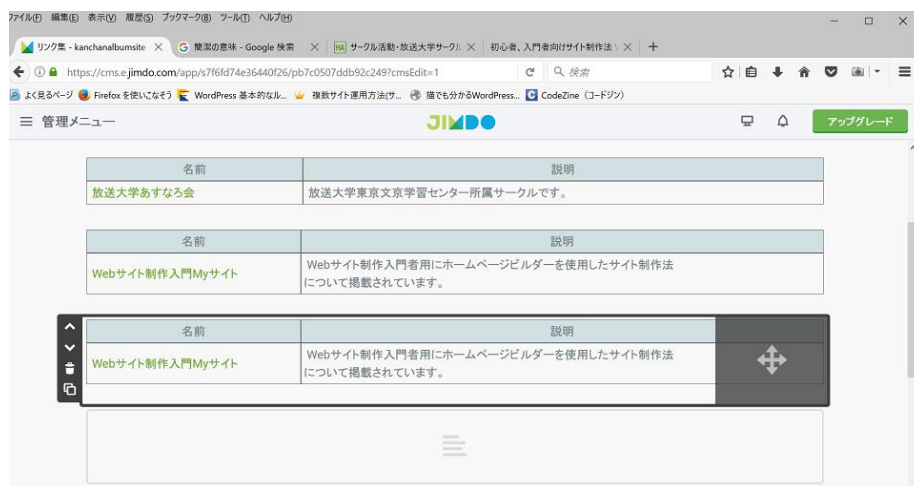 ファイル(F) 編集(E) 表示(V) 履歴(S) ブックマーク(B) ツール(T) ヘルプ(H)
リンク集 - kanchanalbumsite
簡潔の意味 - Google 検索
サークル活動・放送大学サークル
初心者、入門者向けサイト制作法
https://cms.e.jimdo.com/app/s7f6fd74e36440f26/pb7c0507ddb92c249?cmsEdit=1
検索
よく見るページ Firefox を使いこなそう WordPress 基本的なル... 複数サイト運用方法(サ... 猫でも分かるWordPress... CodeZine（コードジン）
管理メニュー
JIMDO
アップグレード
名前 説明
放送大学あすなろ会 放送大学東京文京学習センター所属サークルです。
名前 説明
Webサイト制作入門Myサイト Webサイト制作入門者用にホームページビルダーを使用したサイト制作法
について掲載されています。
名前 説明
Webサイト制作入門Myサイト Webサイト制作入門者用にホームページビルダーを使用したサイト制作法
について掲載されています。